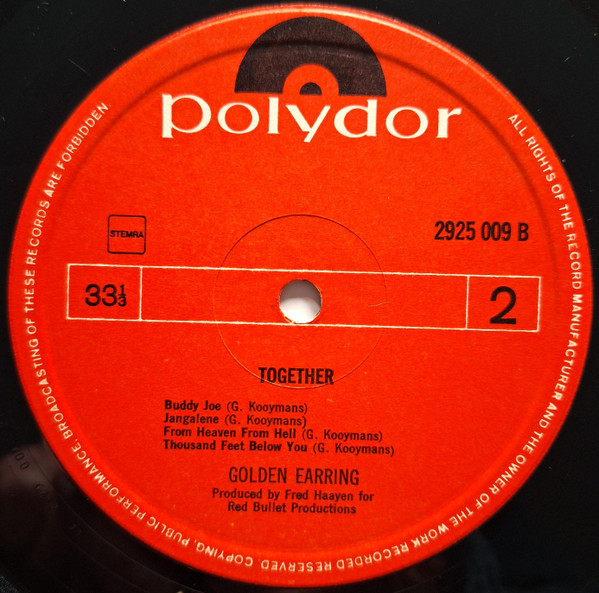 polydor
STEMRA
2925 009 B
33⅓
2
TOGETHER
Buddy Joe (G. Kooymans)
Jangalene (G. Kooymans)
From Heaven From Hell (G. Kooymans)
Thousand Feet Below You (G. Kooymans)
GOLDEN EARRING
Produced by Fred Haayen for
Red Bullet Productions
ALL RIGHTS OF THE RECORD MANUFACTURER AND THE OWNER OF THE WORK RECORDED RESERVED. COPYING, PUBLIC PERFORMANCE, BROADCASTING OF THESE RECORDS ARE FORBIDDEN.